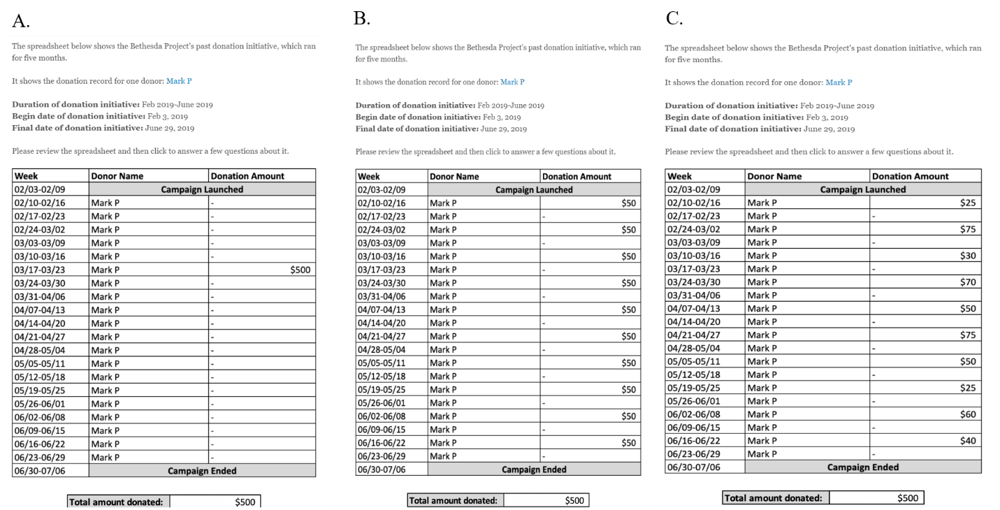 A.
The spreadsheet below shows the Bethesda Project's past donation initiative, which ran
for five months.
It shows the donation record for one donor: Mark P
Duration of donation initiative: Feb 2019-June 2019
Begin date of donation initiative: Feb 3, 2019
Final date of donation initiative: June 29, 2019
Please review the spreadsheet and then click to answer a few questions about it.
Week Donor Name Donation Amount
02/03-02/09 Campaign Launched
02/10-02/16 Mark P -
02/17-02/23 Mark P -
02/24-03/02 Mark P -
03/03-03/09 Mark P -
03/10-03/16 Mark P -
03/17-03/23 Mark P $500
03/24-03/30 Mark P -
03/31-04/06 Mark P -
04/07-04/13 Mark P -
04/14-04/20 Mark P -
04/21-04/27 Mark P -
04/28-05/04 Mark P -
05/05-05/11 Mark P -
05/12-05/18 Mark P -
05/19-05/25 Mark P -
05/26-06/01 Mark P -
06/02-06/08 Mark P -
06/09-06/15 Mark P -
06/16-06/22 Mark P -
06/23-06/29 Mark P -
06/30-07/06 Campaign Ended
Total amount donated: $500
B.
The spreadsheet below shows the Bethesda Project's past donation initiative, which ran
for five months.
It shows the donation record for one donor: Mark P
Duration of donation initiative: Feb 2019-June 2019
Begin date of donation initiative: Feb 3, 2019
Final date of donation initiative: June 29, 2019
Please review the spreadsheet and then click to answer a few questions about it.
Week Donor Name Donation Amount
02/03-02/09 Campaign Launched
02/10-02/16 Mark P $50
02/17-02/23 Mark P -
02/24-03/02 Mark P $50
03/03-03/09 Mark P -
03/10-03/16 Mark P $50
03/17-03/23 Mark P -
03/24-03/30 Mark P $50
03/31-04/06 Mark P -
04/07-04/13 Mark P $50
04/14-04/20 Mark P -
04/21-04/27 Mark P $50
04/28-05/04 Mark P -
05/05-05/11 Mark P $50
05/12-05/18 Mark P -
05/19-05/25 Mark P $50
05/26-06/01 Mark P -
06/02-06/08 Mark P $50
06/09-06/15 Mark P -
06/16-06/22 Mark P $50
06/23-06/29 Mark P -
06/30-07/06 Campaign Ended
Total amount donated: $500
C.
The spreadsheet below shows the Bethesda Project's past donation initiative, which ran
for five months.
It shows the donation record for one donor: Mark P
Duration of donation initiative: Feb 2019-June 2019
Begin date of donation initiative: Feb 3, 2019
Final date of donation initiative: June 29, 2019
Please review the spreadsheet and then click to answer a few questions about it.
Week Donor Name Donation Amount
02/03-02/09 Campaign Launched
02/10-02/16 Mark P $25
02/17-02/23 Mark P -
02/24-03/02 Mark P $75
03/03-03/09 Mark P -
03/10-03/16 Mark P $30
03/17-03/23 Mark P -
03/24-03/30 Mark P $70
03/31-04/06 Mark P -
04/07-04/13 Mark P $50
04/14-04/20 Mark P -
04/21-04/27 Mark P $75
04/28-05/04 Mark P -
05/05-05/11 Mark P $50
05/12-05/18 Mark P -
05/19-05/25 Mark P $25
05/26-06/01 Mark P -
06/02-06/08 Mark P $60
06/09-06/15 Mark P -
06/16-06/22 Mark P $40
06/23-06/29 Mark P -
06/30-07/06 Campaign Ended
Total amount donated: $500